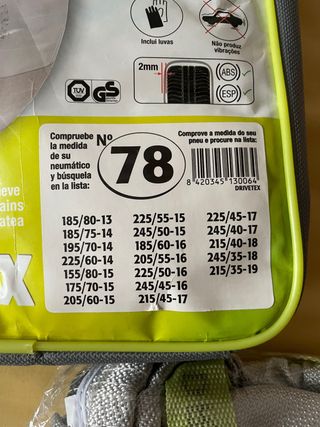 Inclui luvas
Não produz
vibrações
2mm
ABS
ESP
TÜV
GS
Compruebe
la medida
de su
neumático
y búsquela
en la lista:
Nº
78
Comprove a medida do seu
pneu e procure na lista:
8 420345 130064
DRIVETEX
185/80-13
185/75-14
195/70-14
225/60-14
155/80-15
175/70-15
205/60-15
225/55-15
245/50-15
185/60-16
205/55-16
225/50-16
245/45-16
215/45-17
225/45-17
245/40-17
215/40-18
245/35-18
215/35-19